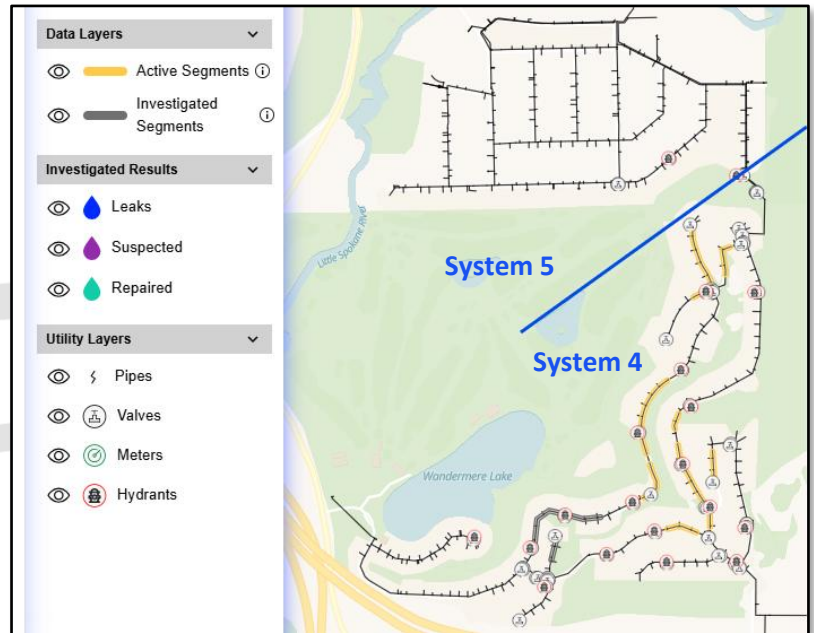 Data Layers
Active Segments
Investigated
Segments
Investigated Results
Leaks
Suspected
Repaired
Utility Layers
Pipes
Valves
Meters
Hydrants
Little Spokane River
System 5
System 4
Wandermere Lake